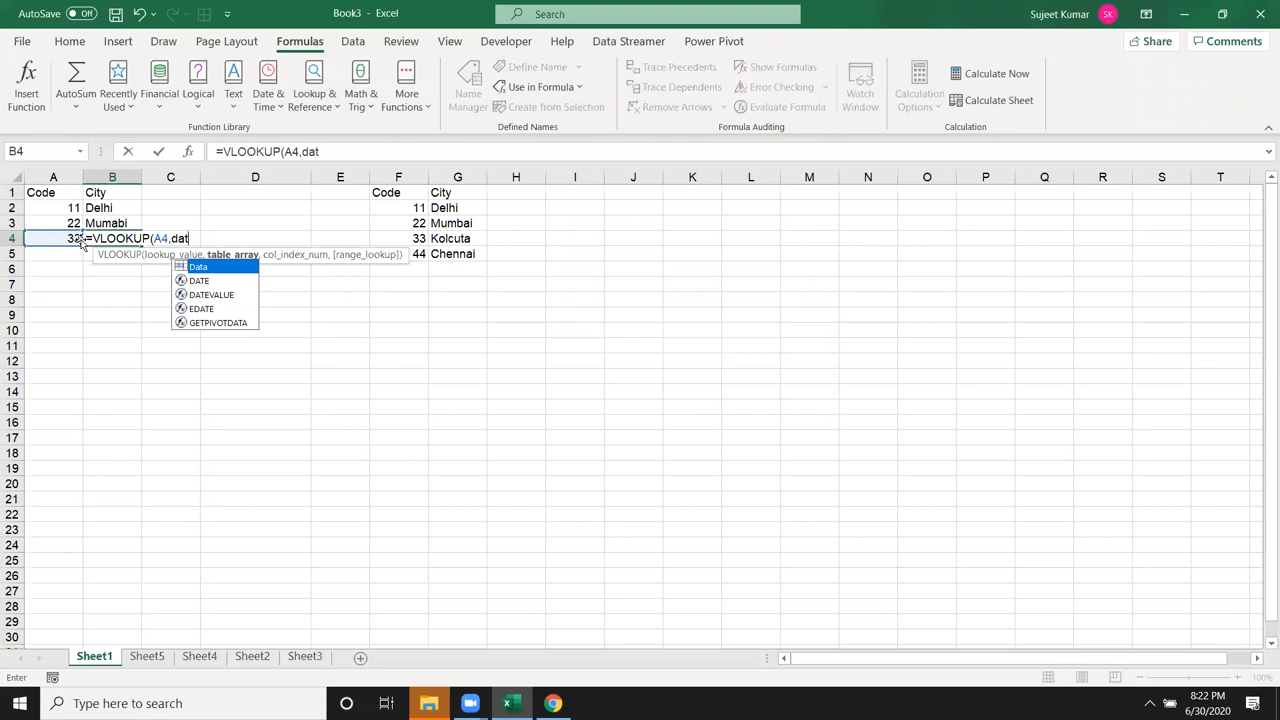 AutoSave Off Book3 - Excel Search Sujeet Kumar SK
File Home Insert Draw Page Layout Formulas Data Review View Developer Help Data Streamer Power Pivot Share Comments
Insert Function
AutoSum
Recently Used
Financial
Logical
Text
Date & Time
Lookup & Reference
Math & Trig
More Functions
Function Library
Name Manager
Define Name
Use in Formula
Create from Selection
Defined Names
Trace Precedents
Trace Dependents
Remove Arrows
Show Formulas
Error Checking
Evaluate Formula
Formula Auditing
Watch Window
Calculation Options
Calculate Now
Calculate Sheet
Calculation
B4 fx =VLOOKUP(A4,dat
A B C D E F G H I J K L M N O P Q R S T
1 Code City Code City
2 11 Delhi 11 Delhi
3 22 Mumabi 22 Mumbai
4 33 =VLOOKUP(A4,dat 33 Kolcuta
5 VLOOKUP(lookup_value, table_array, col_index_num, [range_lookup]) 44 Chennai
Data
DATE
DATEVALUE
EDATE
GETPIVOTDATA
6
7
8
9
10
11
12
13
14
15
16
17
18
19
20
21
22
23
24
25
26
27
28
29
30
Sheet1 Sheet5 Sheet4 Sheet2 Sheet3
Enter 100%
Type here to search 8:22 PM
6/30/2020